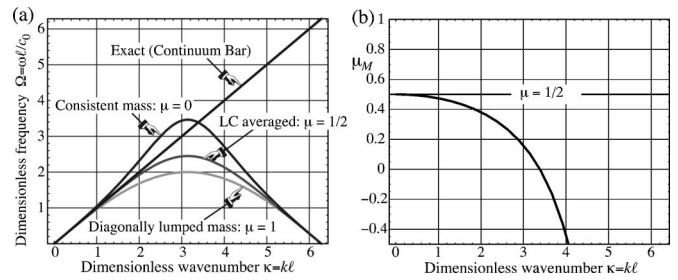 (a)
Dimensionless frequency Ω=ωℓ/c₀
6
5
4
3
2
1
Exact (Continuum Bar)
Consistent mass: μ = 0
LC averaged: μ = 1/2
Diagonally lumped mass: μ = 1
0 1 2 3 4 5 6
Dimensionless wavenumber κ=kℓ
(b)
μM
1
0.8
0.6
0.4
0.2
0
−0.2
−0.4
μ = 1/2
0 1 2 3 4 5 6
Dimensionless wavenumber κ=kℓ